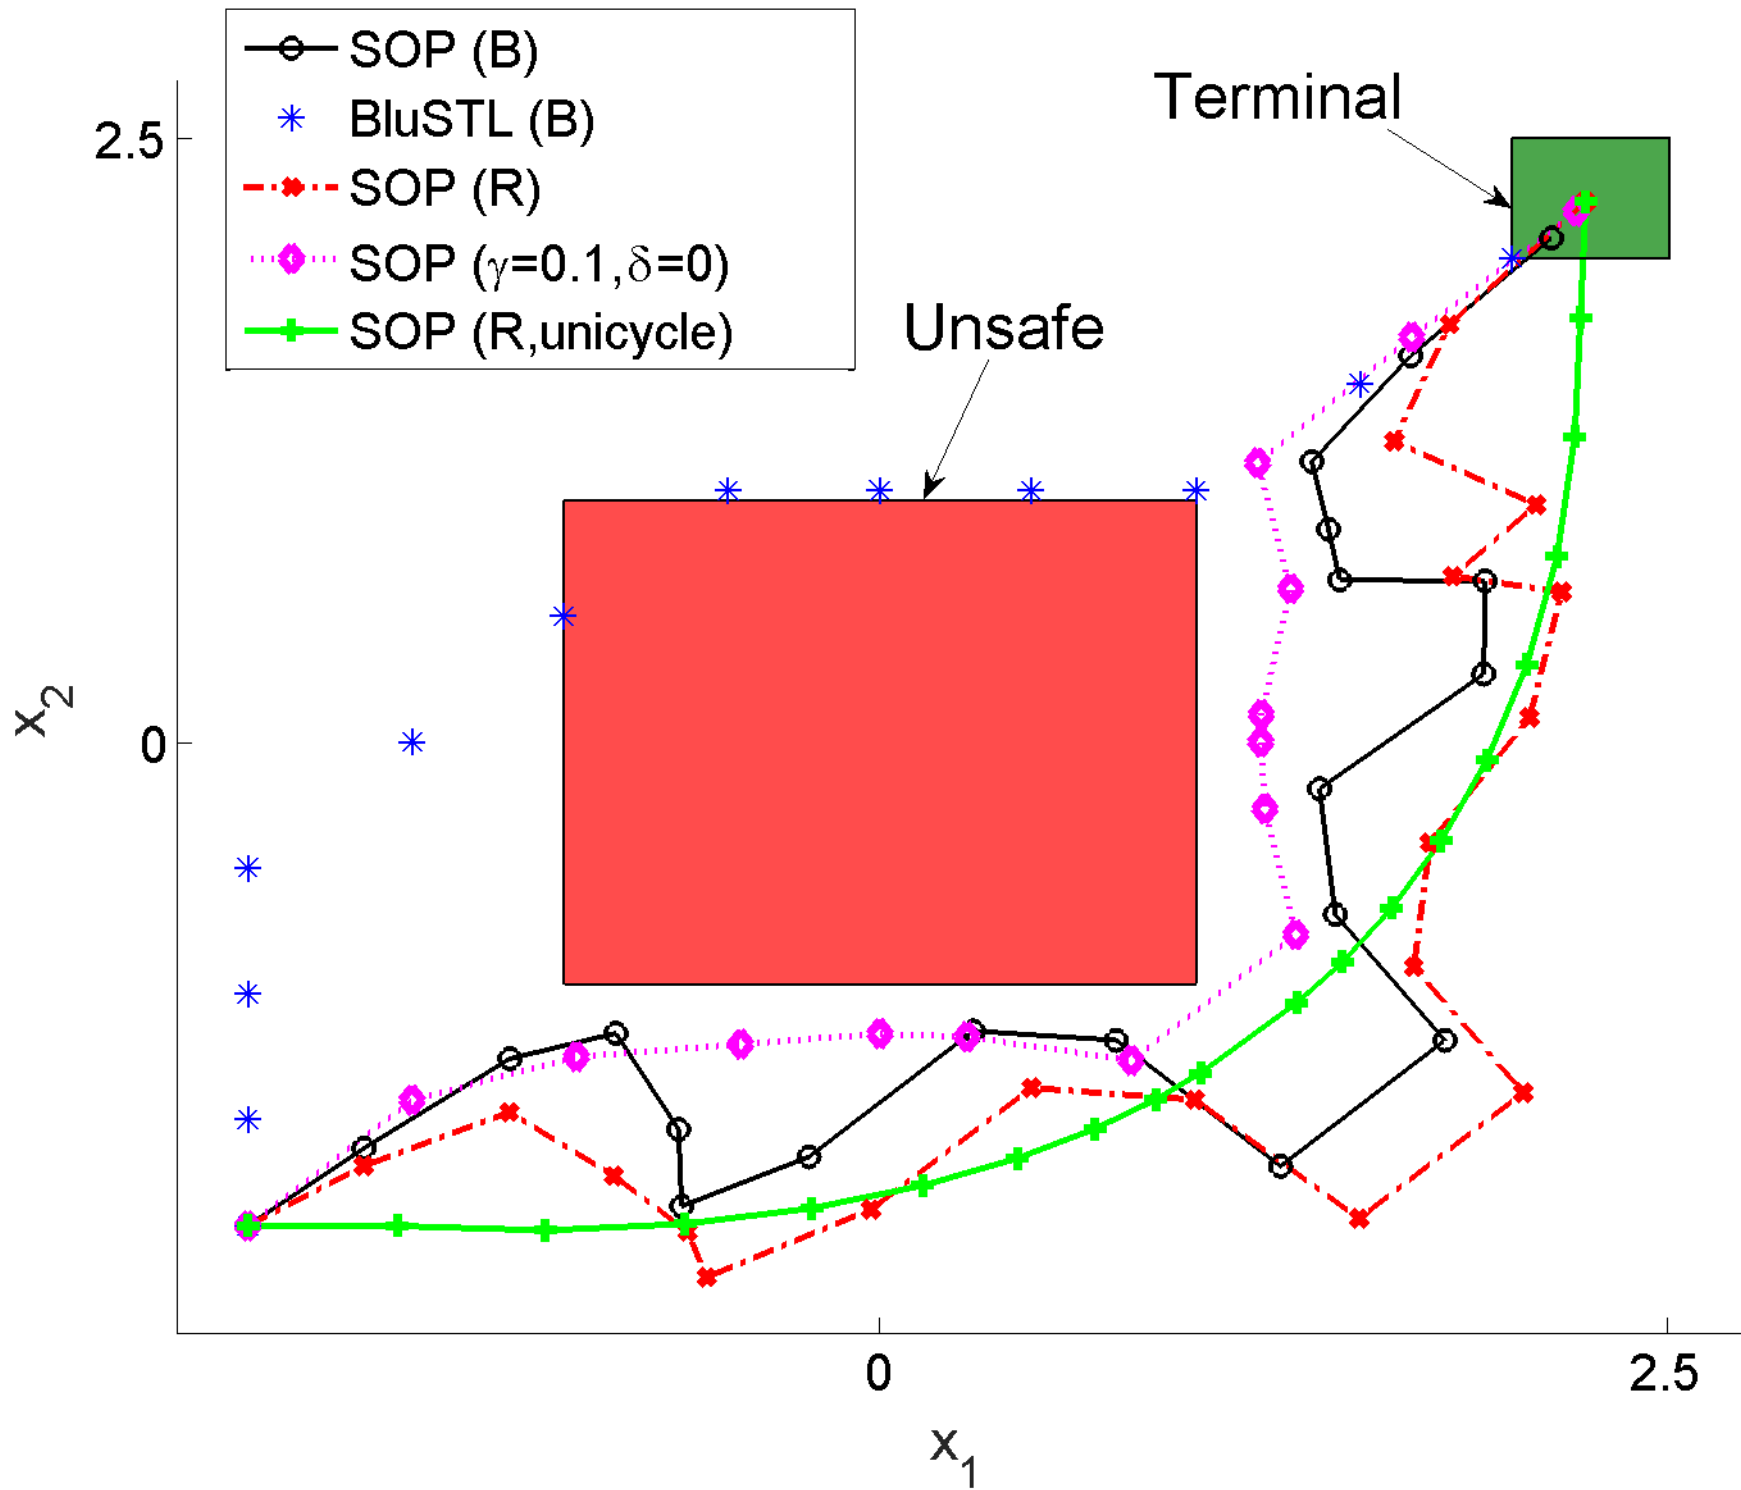 SOP (B)
BluSTL (B)
SOP (R)
SOP (γ=0.1,δ=0)
SOP (R,unicycle)
Terminal
Unsafe
2.5
0
x2
0
2.5
x1